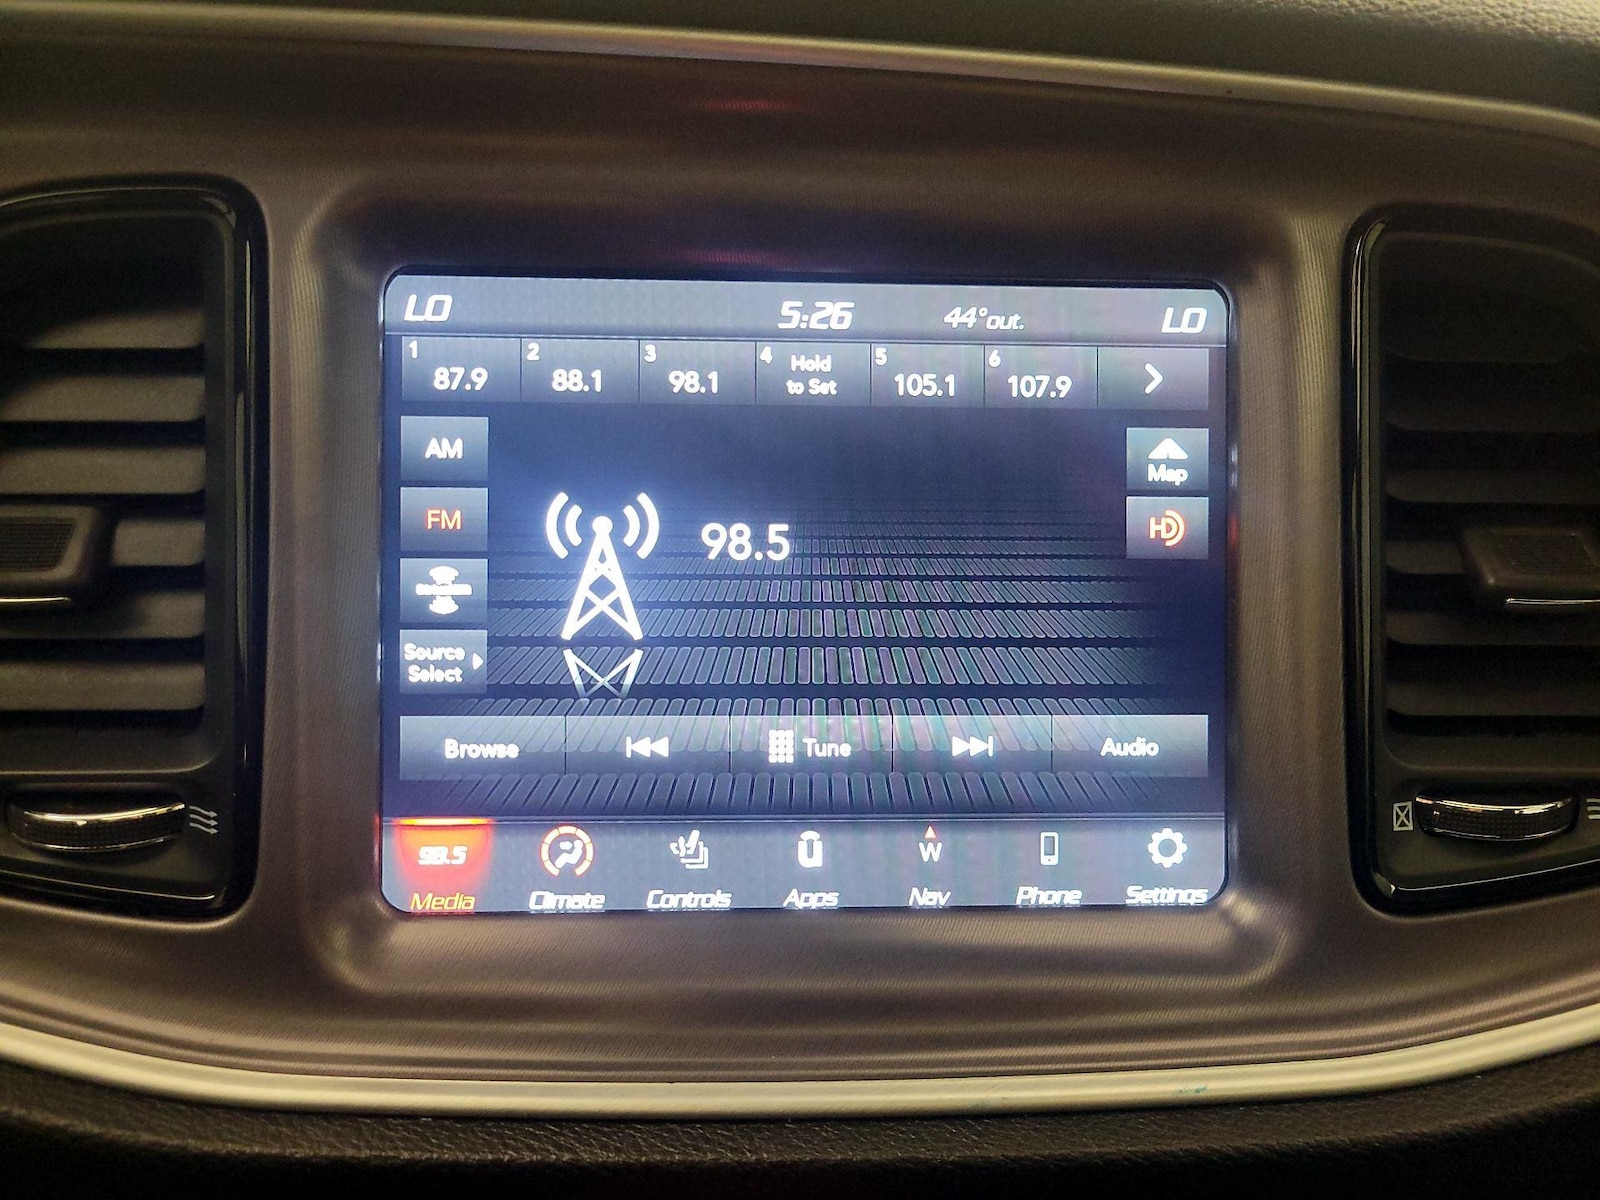 LO 5:26 44° out. LO
1 87.9 2 88.1 3 98.1 4 Hold to Set 5 105.1 6 107.9
AM
Map
FM
98.5
HD
Source
Select
Browse Tune Audio
98.5 W
Media Climate Controls Apps Nav Phone Settings